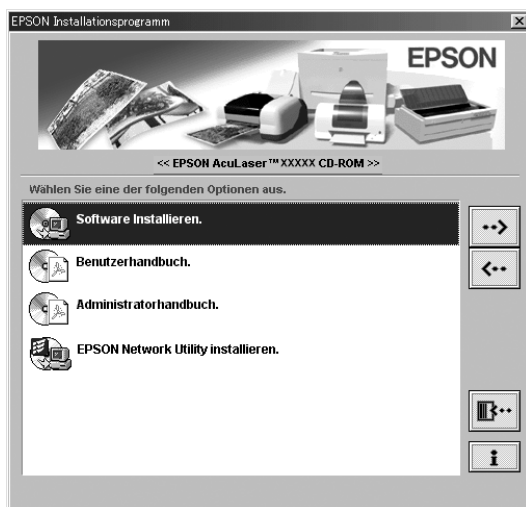 EPSON Installationsprogramm
EPSON
<< EPSON AcuLaser™ XXXXX CD-ROM >>
Wählen Sie eine der folgenden Optionen aus.
Software Installieren.
Benutzerhandbuch.
Administratorhandbuch.
EPSON Network Utility installieren.